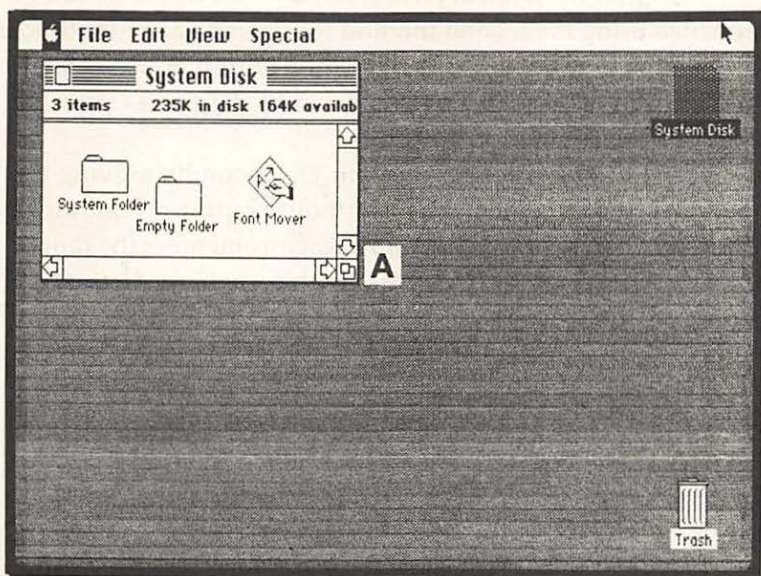 File Edit View Special
System Disk
3 items 235K in disk 164K availab
System Disk
System Folder
Empty Folder
Font Mover
A
Trash